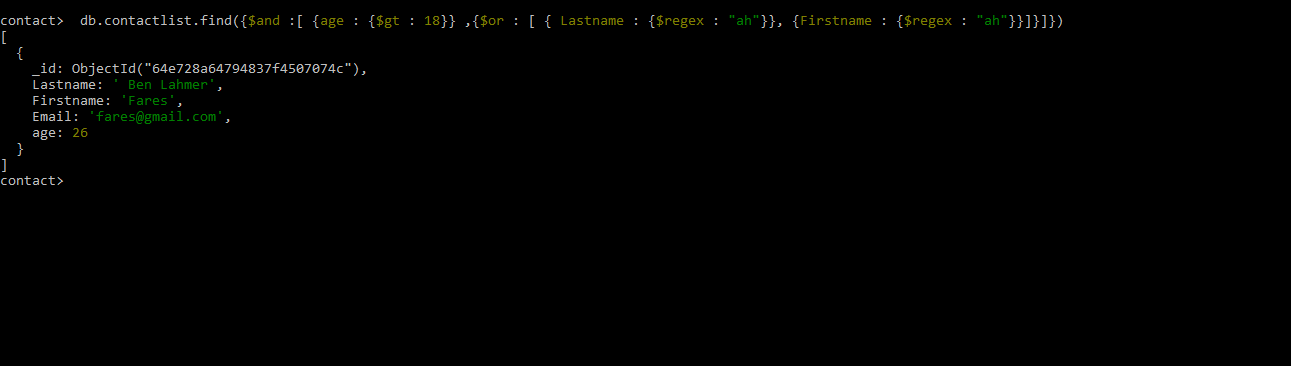 contact>  db.contactlist.find({$and :[ {age : {$gt : 18}} ,{$or : [ { Lastname : {$regex : "ah"}}, {Firstname : {$regex : "ah"}}]}]})
[
  {
    _id: ObjectId("64e728a64794837f4507074c"),
    Lastname: ' Ben Lahmer',
    Firstname: 'Fares',
    Email: 'fares@gmail.com',
    age: 26
  }
]
contact>